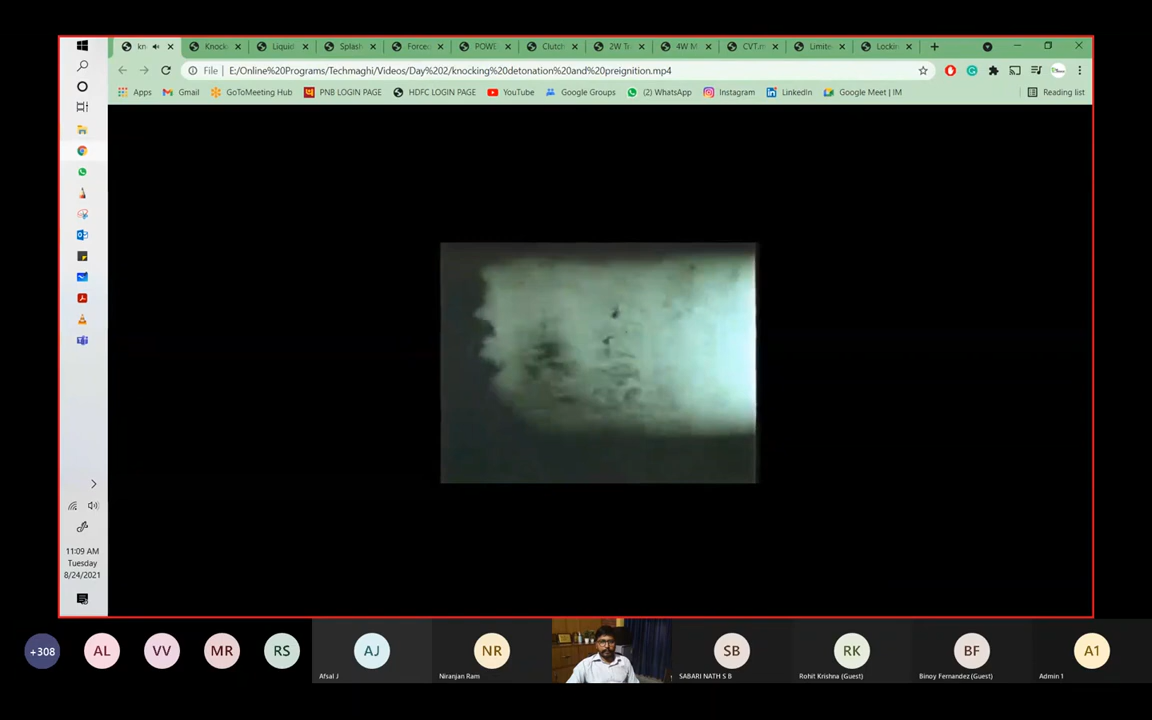 kn
Knock
Liquid
Splash
Forced
POWE
Clutch
2W Tr
4W M
CVT.m
Limite
Lockin
File
E:/Online%20Programs/Techmaghi/Videos/Day%202/knocking%20detonation%20and%20preignition.mp4
Apps
Gmail
GoToMeeting Hub
PNB LOGIN PAGE
HDFC LOGIN PAGE
YouTube
Google Groups
(2) WhatsApp
Instagram
LinkedIn
Google Meet | IM
Reading list
11:09 AM
Tuesday
8/24/2021
+308
AL
VV
MR
RS
AJ
NR
SB
RK
BF
A1
Afsal J
Niranjan Ram
SABARI NATH S B
Rohit Krishna (Guest)
Binoy Fernandez (Guest)
Admin 1